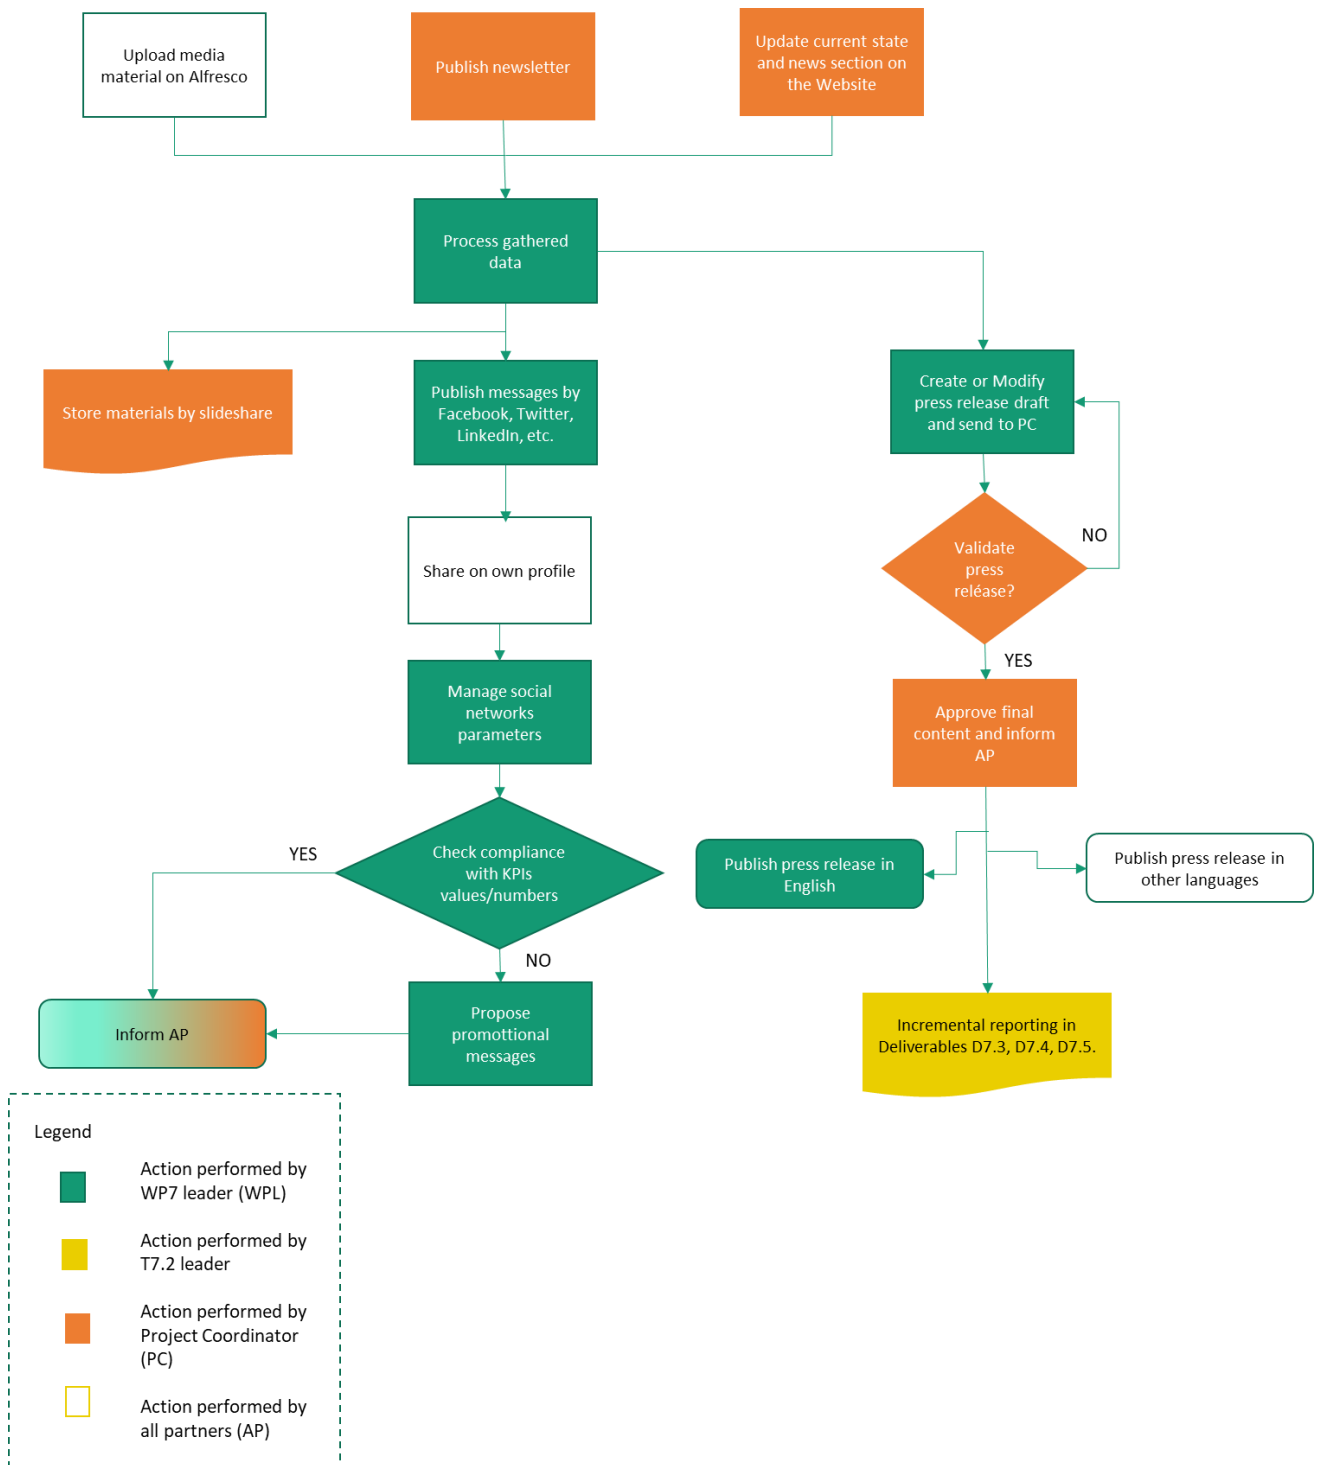 Upload media
material on Alfresco
Publish newsletter
Update current state
and news section on
the Website
Process gathered
data
Store materials by slideshare
Publish messages by
Facebook, Twitter,
LinkedIn, etc.
Create or Modify
press release draft
and send to PC
Share on own profile
Validate
press
reléase?
NO
YES
Manage social
networks
parameters
Approve final
content and inform
AP
Check compliance
with KPIs
values/numbers
YES
NO
Publish press release in
English
Publish press release in
other languages
Inform AP
Propose
promottional
messages
Incremental reporting in
Deliverables D7.3, D7.4, D7.5.
Legend
Action performed by
WP7 leader (WPL)
Action performed by
T7.2 leader
Action performed by
Project Coordinator
(PC)
Action performed by
all partners (AP)